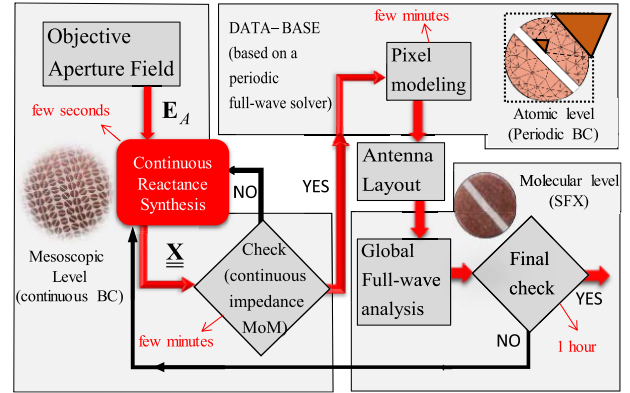 Objective
Aperture Field
few seconds
E_A
Continuous
Reactance
Synthesis
Mesoscopic
Level
(continuous BC)
X
NO
Check
(continuous
impedance
MoM)
few minutes
YES
DATA-BASE
(based on a
periodic
full-wave solver)
few minutes
Pixel
modeling
Atomic level
(Periodic BC)
Antenna
Layout
Molecular level
(SFX)
Global
Full-wave
analysis
Final
check
YES
NO
1 hour